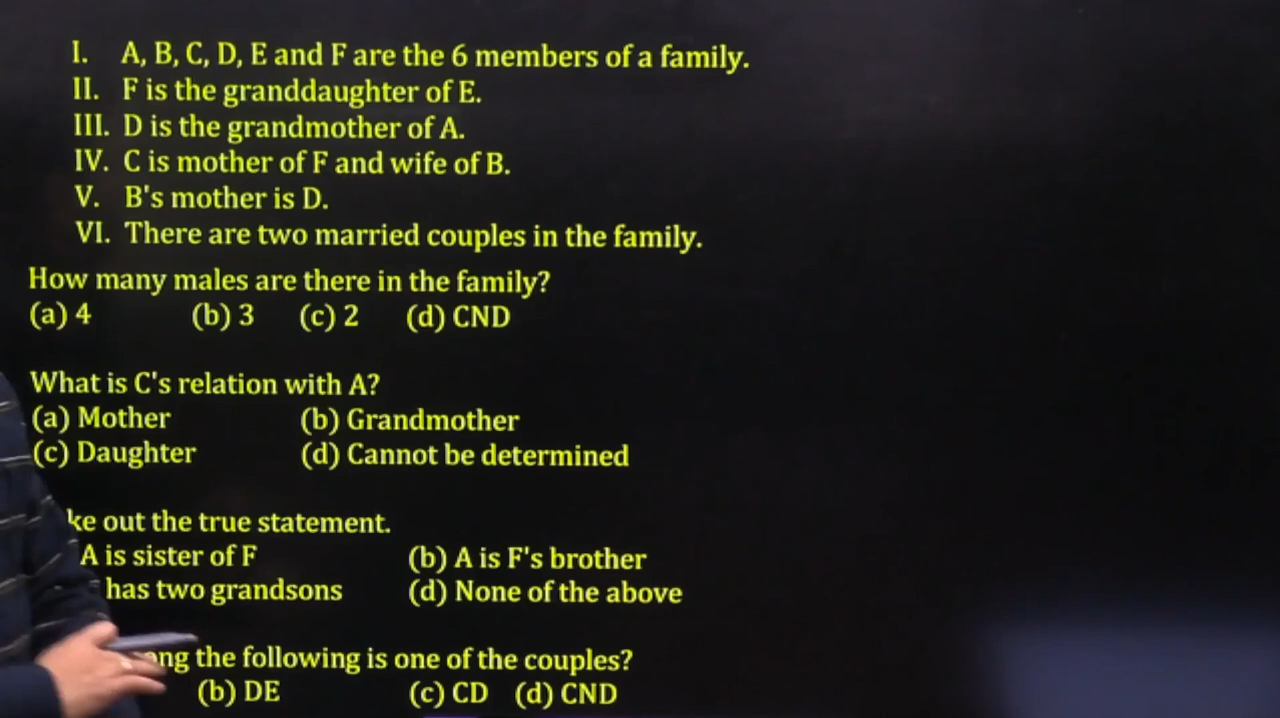 I. A, B, C, D, E and F are the 6 members of a family.
II. F is the granddaughter of E.
III. D is the grandmother of A.
IV. C is mother of F and wife of B.
V. B's mother is D.
VI. There are two married couples in the family.
How many males are there in the family?
(a) 4 (b) 3 (c) 2 (d) CND
What is C's relation with A?
(a) Mother (b) Grandmother
(c) Daughter (d) Cannot be determined
out the true statement.
A is sister of F (b) A is F's brother
has two grandsons (d) None of the above
the following is one of the couples?
(b) DE (c) CD (d) CND